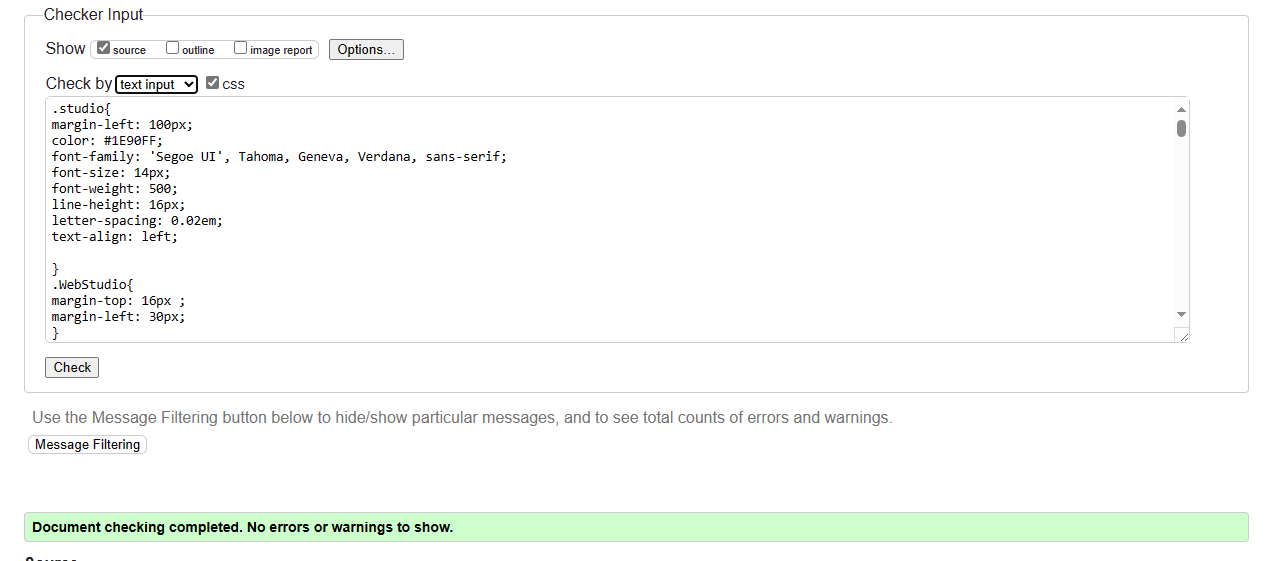 Checker Input
Show source outline image report Options...
Check by text input css
.studio{
margin-left: 100px;
color: #1E90FF;
font-family: 'Segoe UI', Tahoma, Geneva, Verdana, sans-serif;
font-size: 14px;
font-weight: 500;
line-height: 16px;
letter-spacing: 0.02em;
text-align: left;
}
.WebStudio{
margin-top: 16px ;
margin-left: 30px;
}
Check
Use the Message Filtering button below to hide/show particular messages, and to see total counts of errors and warnings.
Message Filtering
Document checking completed. No errors or warnings to show.